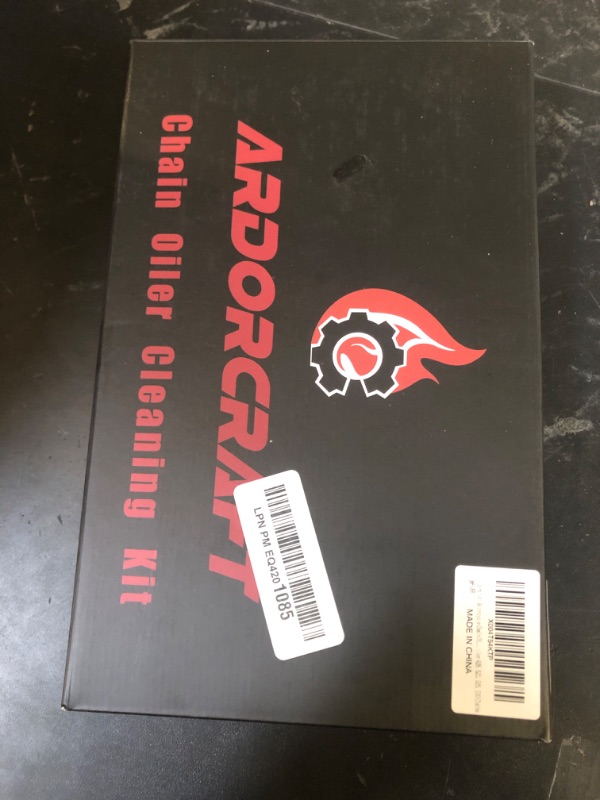 ARDORCRAFT
Chain Oiler Cleaning Kit
LPN PM EQ4201085
MADE IN CHINA